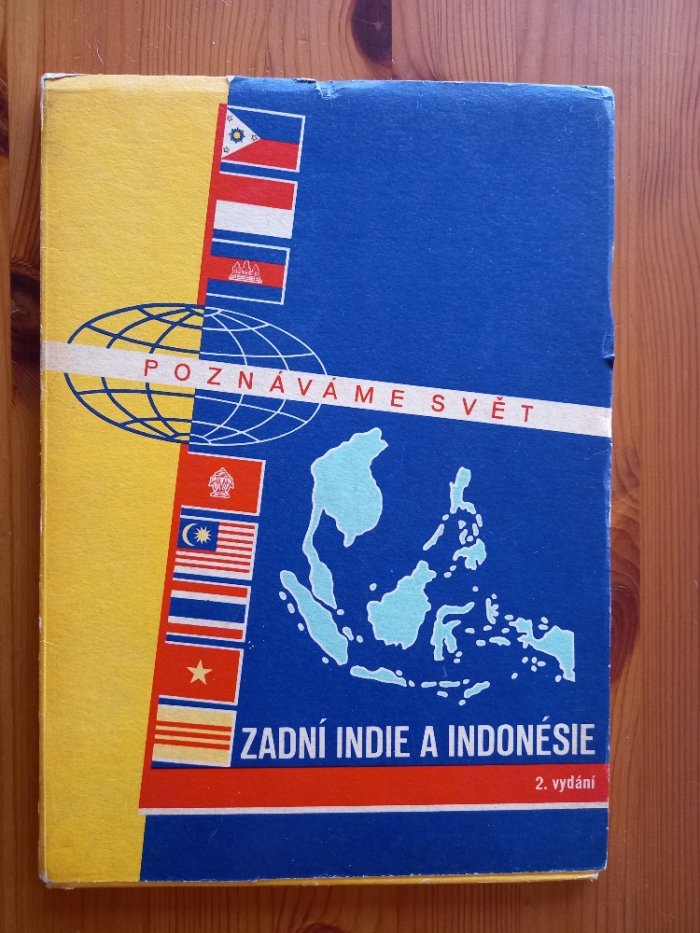 POZNÁVÁME SVĚT
ZADNÍ INDIE A INDONÉSIE
2. vydání